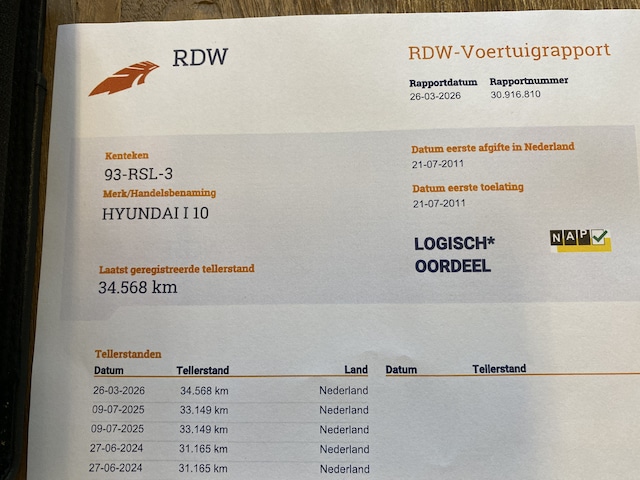 RDW
RDW-Voertuigrapport
Rapportdatum Rapportnummer
26-03-2026 30.916.810
Kenteken
93-RSL-3
Merk/Handelsbenaming
HYUNDAI I 10
Laatst geregistreerde tellerstand
34.568 km
Datum eerste afgifte in Nederland
21-07-2011
Datum eerste toelating
21-07-2011
LOGISCH*
OORDEEL
NAP
Tellerstanden
Datum Tellerstand Land Datum Tellerstand
26-03-2026 34.568 km Nederland
09-07-2025 33.149 km Nederland
09-07-2025 33.149 km Nederland
27-06-2024 31.165 km Nederland
27-06-2024 31.165 km Nederland